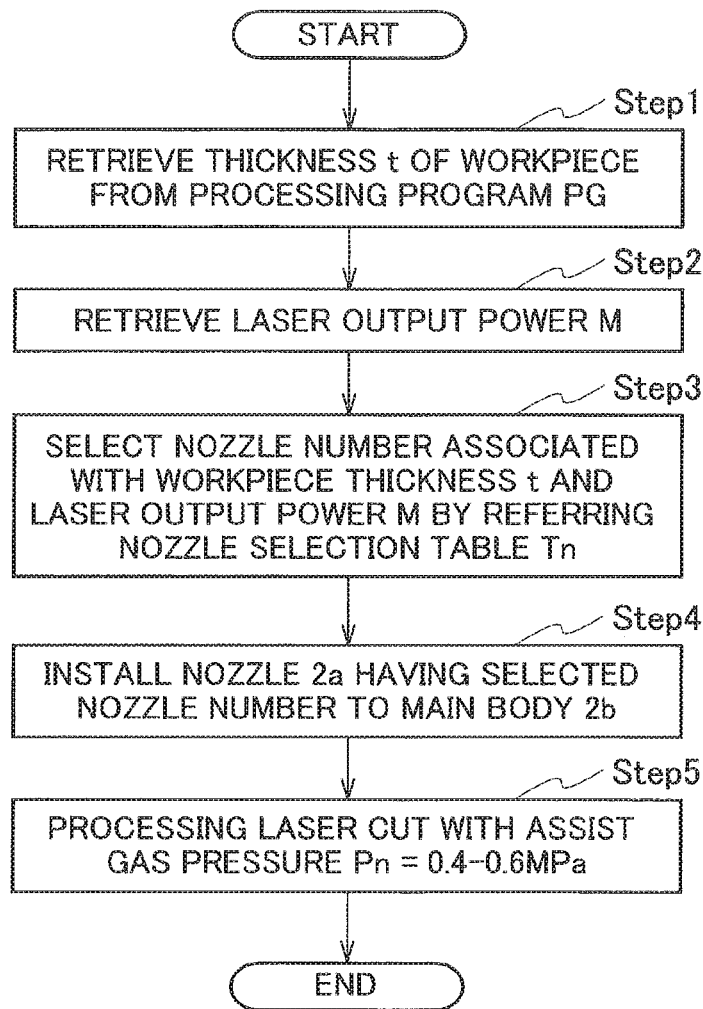 START
Step1
RETRIEVE THICKNESS t OF WORKPIECE
FROM PROCESSING PROGRAM PG
Step2
RETRIEVE LASER OUTPUT POWER M
Step3
SELECT NOZZLE NUMBER ASSOCIATED
WITH WORKPIECE THICKNESS t AND
LASER OUTPUT POWER M BY REFERRING
NOZZLE SELECTION TABLE Tn
Step4
INSTALL NOZZLE 2a HAVING SELECTED
NOZZLE NUMBER TO MAIN BODY 2b
Step5
PROCESSING LASER CUT WITH ASSIST
GAS PRESSURE Pn = 0.4-0.6MPa
END